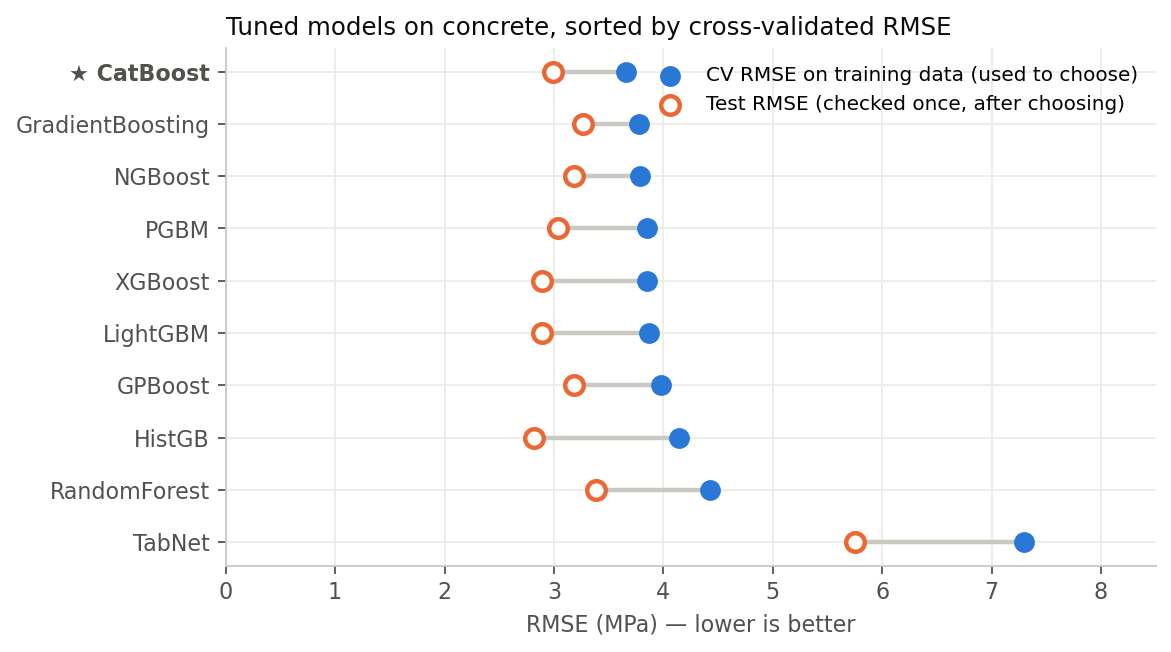 Tuned models on concrete, sorted by cross-validated RMSE
★ CatBoost
GradientBoosting
NGBoost
PGBM
XGBoost
LightGBM
GPBoost
HistGB
RandomForest
TabNet
CV RMSE on training data (used to choose)
Test RMSE (checked once, after choosing)
0 1 2 3 4 5 6 7 8
RMSE (MPa) — lower is better